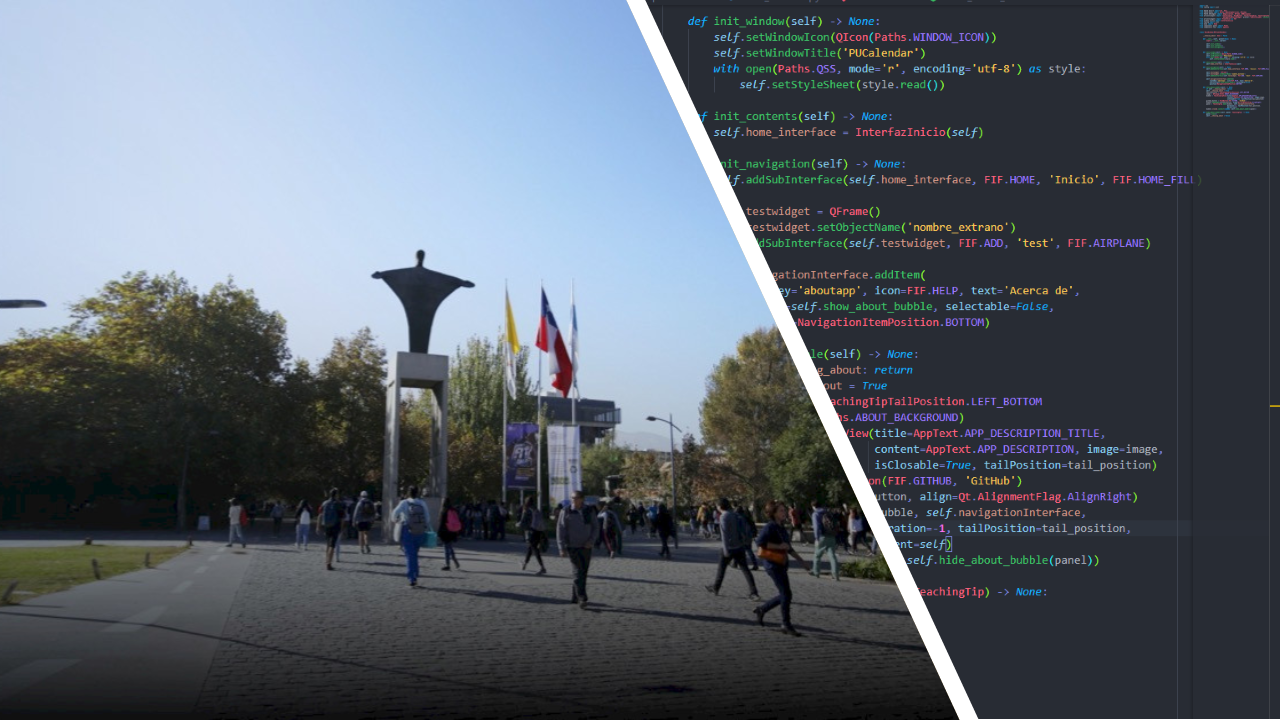 def init_window(self) -> None:
self.setWindowIcon(QIcon(Paths.WINDOW_ICON))
self.setWindowTitle('PUCalendar')
with open(Paths.QSS, mode='r', encoding='utf-8') as style:
self.setStyleSheet(style.read())
f init_contents(self) -> None:
self.home_interface = InterfazInicio(self)
nit_navigation(self) -> None:
f.addSubInterface(self.home_interface, FIF.HOME, 'Inicio', FIF.HOME_FILL)
testwidget = QFrame()
testwidget.setObjectName('nombre_extrano')
ddSubInterface(self.testwidget, FIF.ADD, 'test', FIF.AIRPLANE)
gationInterface.addItem(
ey='aboutapp', icon=FIF.HELP, text='Acerca de',
=self.show_about_bubble, selectable=False,
NavigationItemPosition.BOTTOM)
le(self) -> None:
g_about: return
out = True
achingTipTailPosition.LEFT_BOTTOM
hs.ABOUT_BACKGROUND)
View(title=AppText.APP_DESCRIPTION_TITLE,
content=AppText.APP_DESCRIPTION, image=image,
isClosable=True, tailPosition=tail_position)
on(FIF.GITHUB, 'GitHub')
utton, align=Qt.AlignmentFlag.AlignRight)
ubble, self.navigationInterface,
ration=-1, tailPosition=tail_position,
ent=self)
self.hide_about_bubble(panel))
eachingTip) -> None: